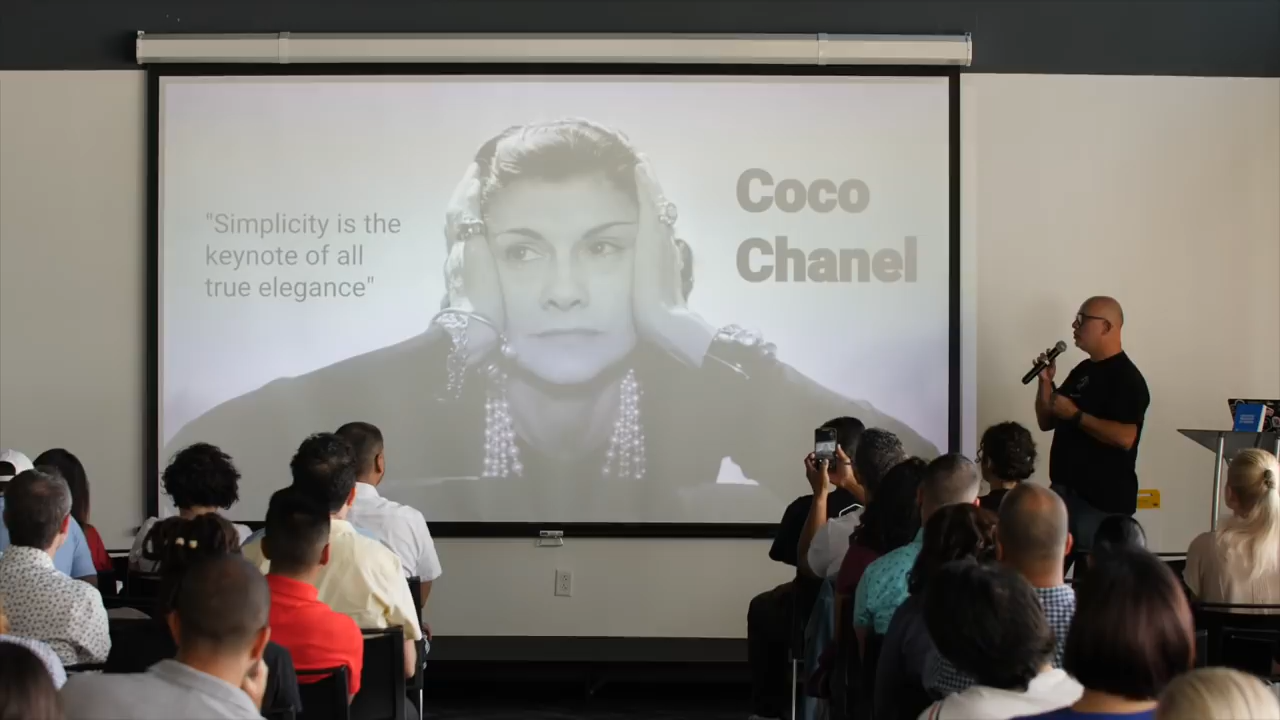 "Simplicity is the
keynote of all
true elegance"
Coco
Chanel